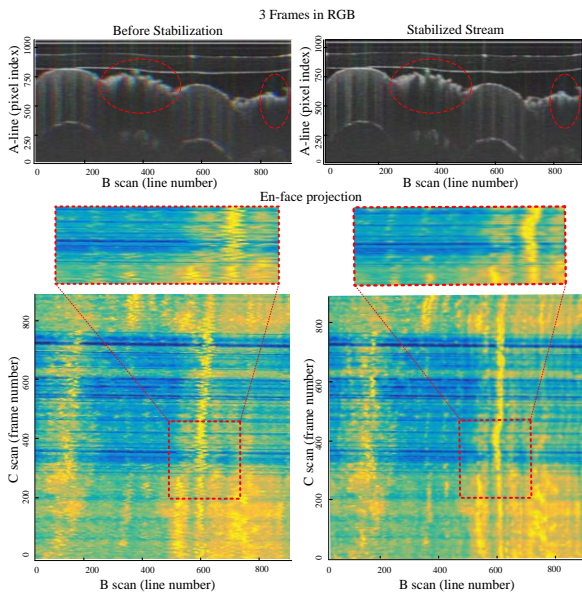 3 Frames in RGB
Before Stabilization
Stabilized Stream
A-line (pixel index)
1000
750
500
250
0
0 200 400 600 800
B scan (line number)
A-line (pixel index)
1000
750
500
250
0
0 200 400 600 800
B scan (line number)
En-face projection
C scan (frame number)
800
600
400
200
0
0 200 400 600 800
B scan (line number)
C scan (frame number)
800
600
400
200
0
0 200 400 600 800
B scan (line number)